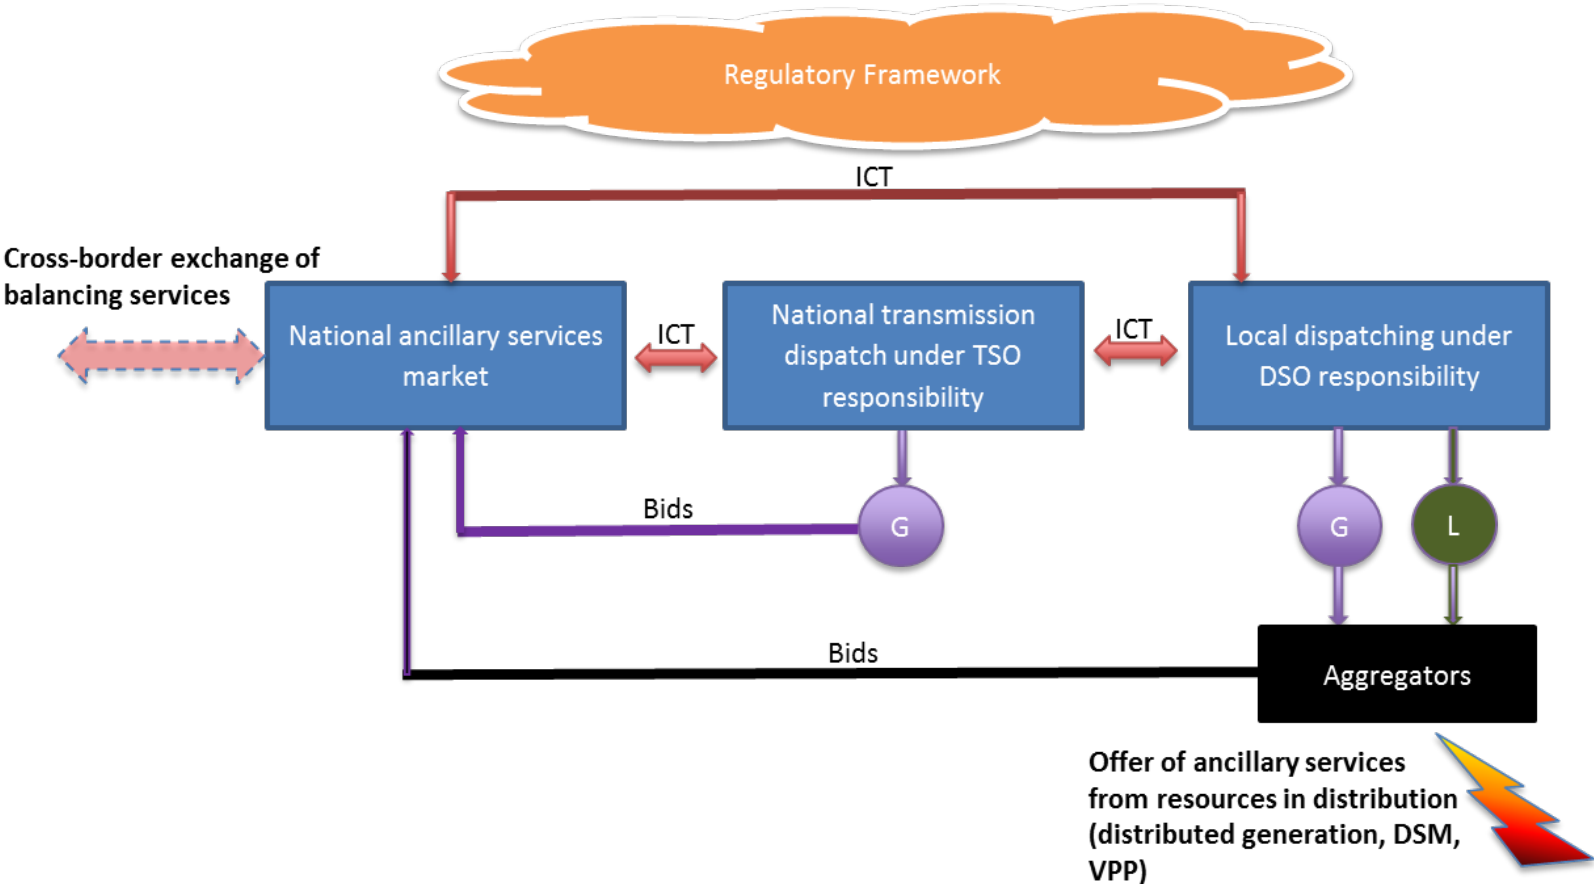 Regulatory Framework
ICT
Cross-border exchange of
balancing services
National ancillary services
market
ICT
National transmission
dispatch under TSO
responsibility
ICT
Local dispatching under
DSO responsibility
Bids
G
G
L
Bids
Aggregators
Offer of ancillary services
from resources in distribution
(distributed generation, DSM,
VPP)